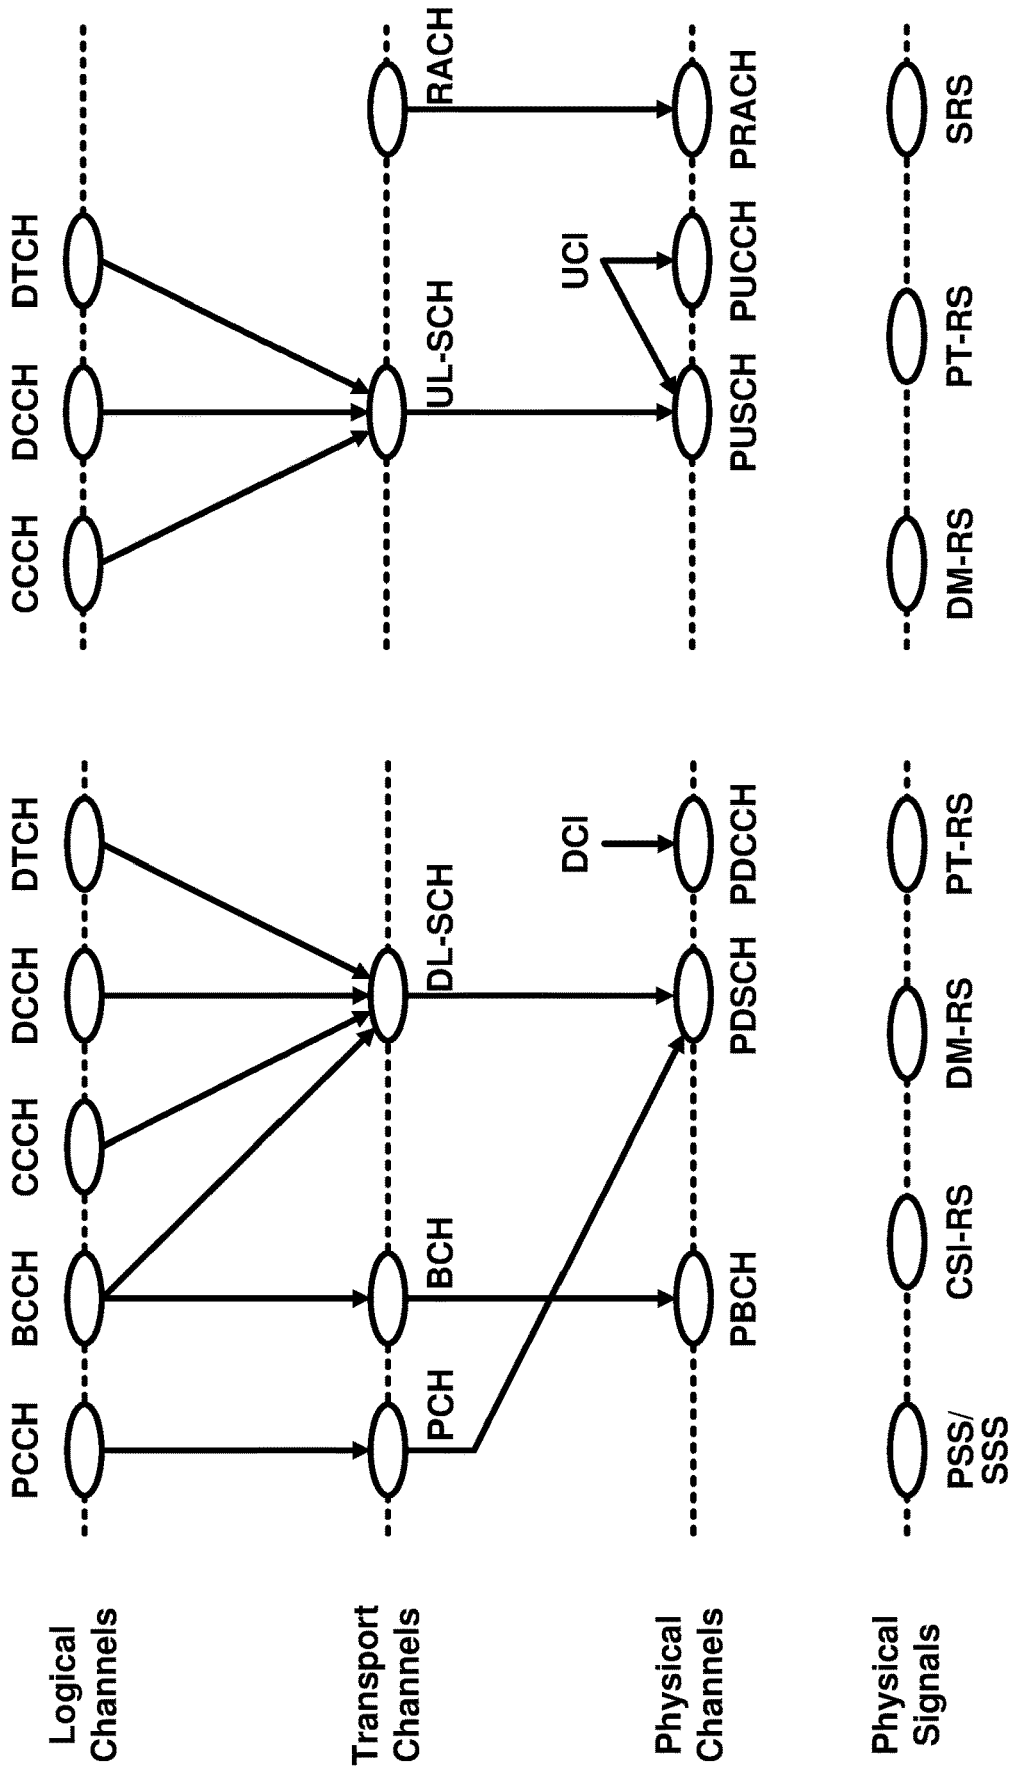 Logical
Channels
PCCH
BCCH
CCCH
DCCH
DTCH
CCCH
DCCH
DTCH
Transport
Channels
PCH
BCH
DL-SCH
UL-SCH
RACH
DCI
UCI
Physical
Channels
PBCH
PDSCH
PDCCH
PUSCH
PUCCH
PRACH
Physical
Signals
PSS/
SSS
CSI-RS
DM-RS
PT-RS
DM-RS
PT-RS
SRS